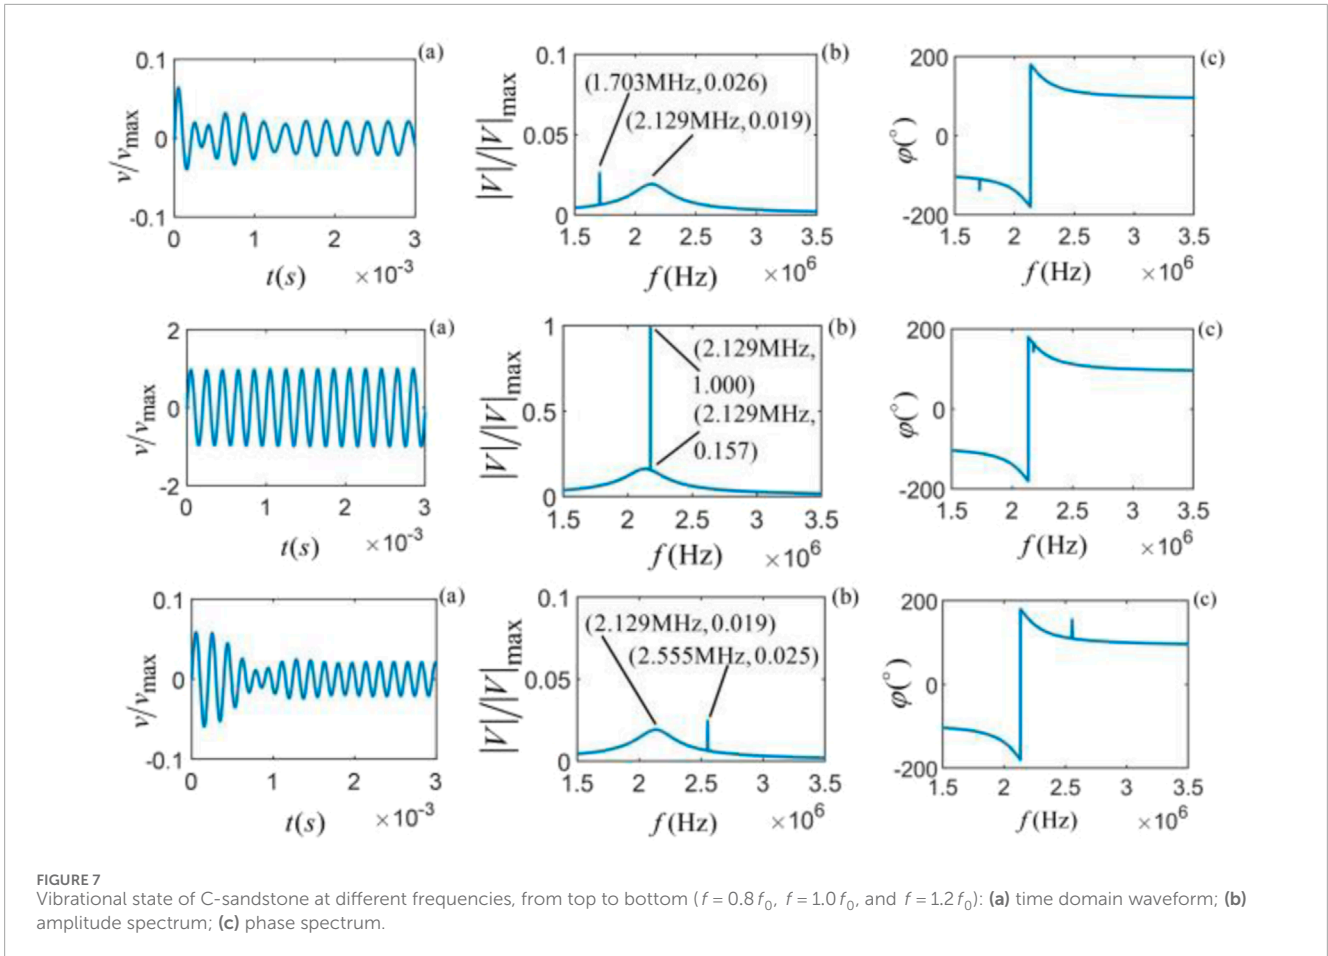 (a)
0.1
0
-0.1
v/vmax
0
1
2
3
t(s)
×10-3
(b)
0.1
0.05
0
|V|/|V|max
(1.703MHz,0.026)
(2.129MHz,0.019)
1.5
2
2.5
3
3.5
f(Hz)
×106
(c)
200
0
-200
φ(°)
1.5
2
2.5
3
3.5
f(Hz)
×106
(a)
2
0
-2
v/vmax
0
1
2
3
t(s)
×10-3
(b)
1
0.5
0
|V|/|V|max
(2.129MHz,
1.000)
(2.129MHz,
0.157)
1.5
2
2.5
3
3.5
f(Hz)
×106
(c)
200
0
-200
φ(°)
1.5
2
2.5
3
3.5
f(Hz)
×106
(a)
0.1
0
-0.1
v/vmax
0
1
2
3
t(s)
×10-3
(b)
0.1
0.05
0
|V|/|V|max
(2.129MHz,0.019)
(2.555MHz,0.025)
1.5
2
2.5
3
3.5
f(Hz)
×106
(c)
200
0
-200
φ(°)
1.5
2
2.5
3
3.5
f(Hz)
×106
FIGURE 7
Vibrational state of C-sandstone at different frequencies, from top to bottom (f = 0.8f0, f = 1.0f0, and f = 1.2f0): (a) time domain waveform; (b)
amplitude spectrum; (c) phase spectrum.